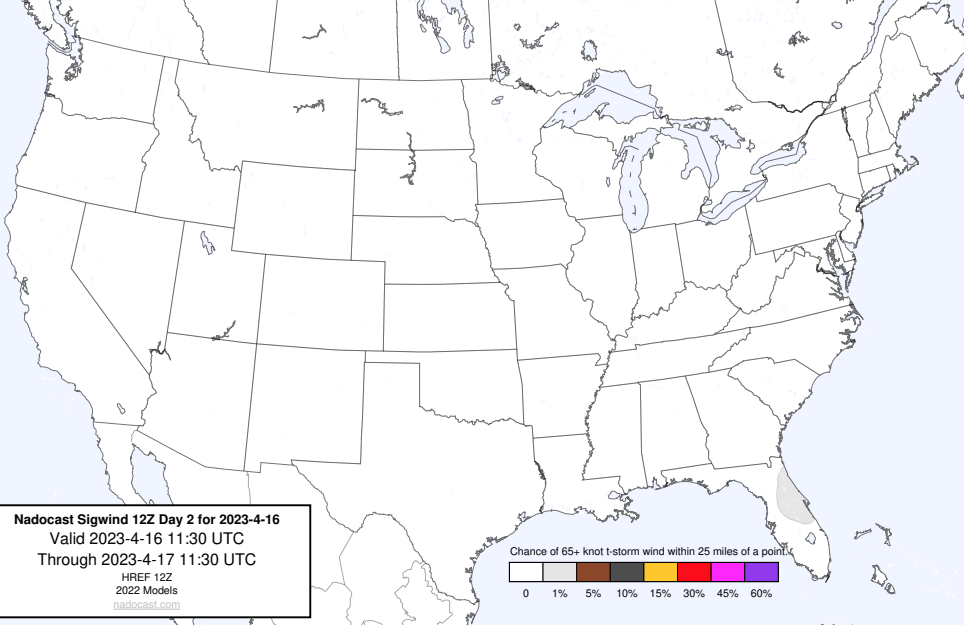 Nadocast Sigwind 12Z Day 2 for 2023-4-16
Valid 2023-4-16 11:30 UTC
Through 2023-4-17 11:30 UTC
HREF 12Z
2022 Models
nadocast.com
Chance of 65+ knot t-storm wind within 25 miles of a point.
0 1% 5% 10% 15% 30% 45% 60%